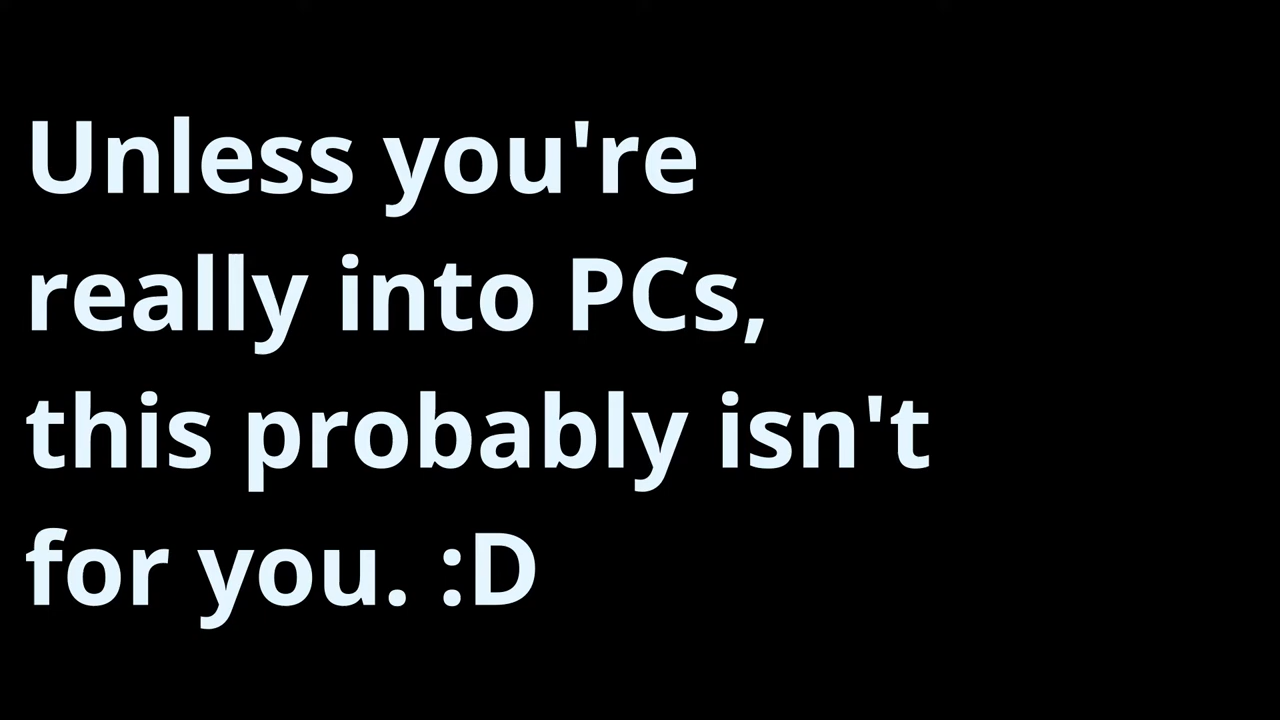 Unless you're
really into PCs,
this probably isn't
for you. :D